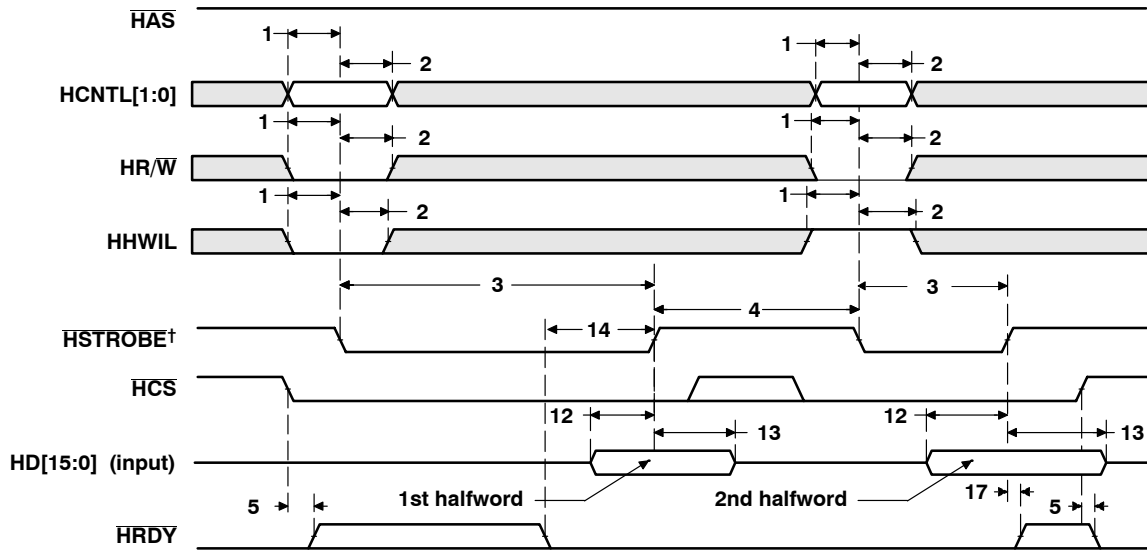 HAS
1
1
2
2
HCNTL[1:0]
1
2
1
2
HR/W
1
2
1
2
HHWIL
3
3
4
14
HSTROBE†
HCS
12
13
12
13
HD[15:0] (input)
1st halfword
2nd halfword
5
17
5
HRDY